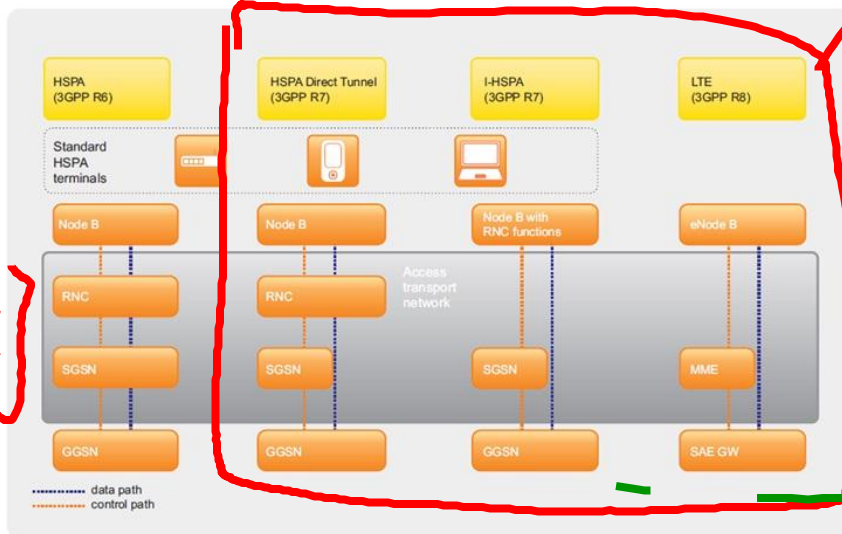 HSPA
(3GPP R6)
HSPA Direct Tunnel
(3GPP R7)
I-HSPA
(3GPP R7)
LTE
(3GPP R8)
Standard
HSPA
terminals
Node B
Node B
Node B with
RNC functions
eNode B
Access
transport
network
RNC
RNC
SGSN
SGSN
SGSN
MME
GGSN
GGSN
GGSN
SAE GW
data path
control path